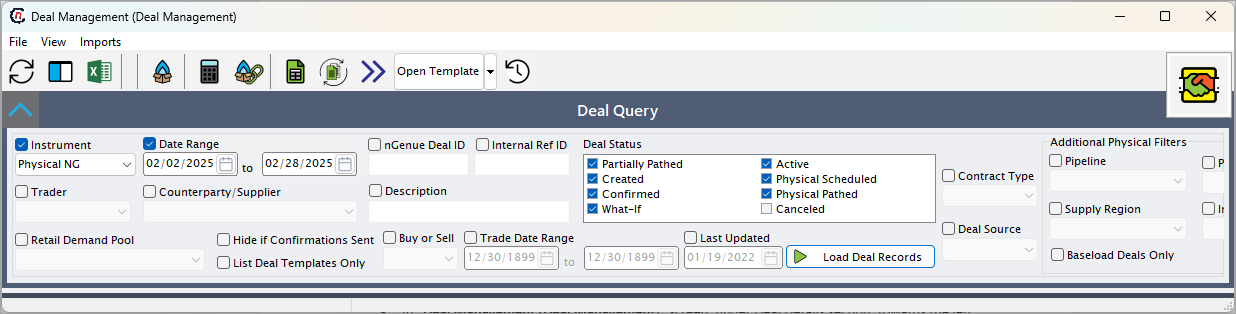 Deal Management (Deal Management)
File View Imports
Open Template
Deal Query
Instrument
Physical NG
Date Range
02/02/2025 to 02/28/2025
nGenue Deal ID
Internal Ref ID
Deal Status
Partially Pathed
Created
Confirmed
What-If
Active
Physical Scheduled
Physical Pathed
Canceled
Contract Type
Additional Physical Filters
Pipeline
P
Trader
Counterparty/Supplier
Description
Supply Region
Retail Demand Pool
Hide if Confirmations Sent
List Deal Templates Only
Buy or Sell
Trade Date Range
12/30/1899 to 12/30/1899
Last Updated
01/19/2022
Load Deal Records
Deal Source
Baseload Deals Only